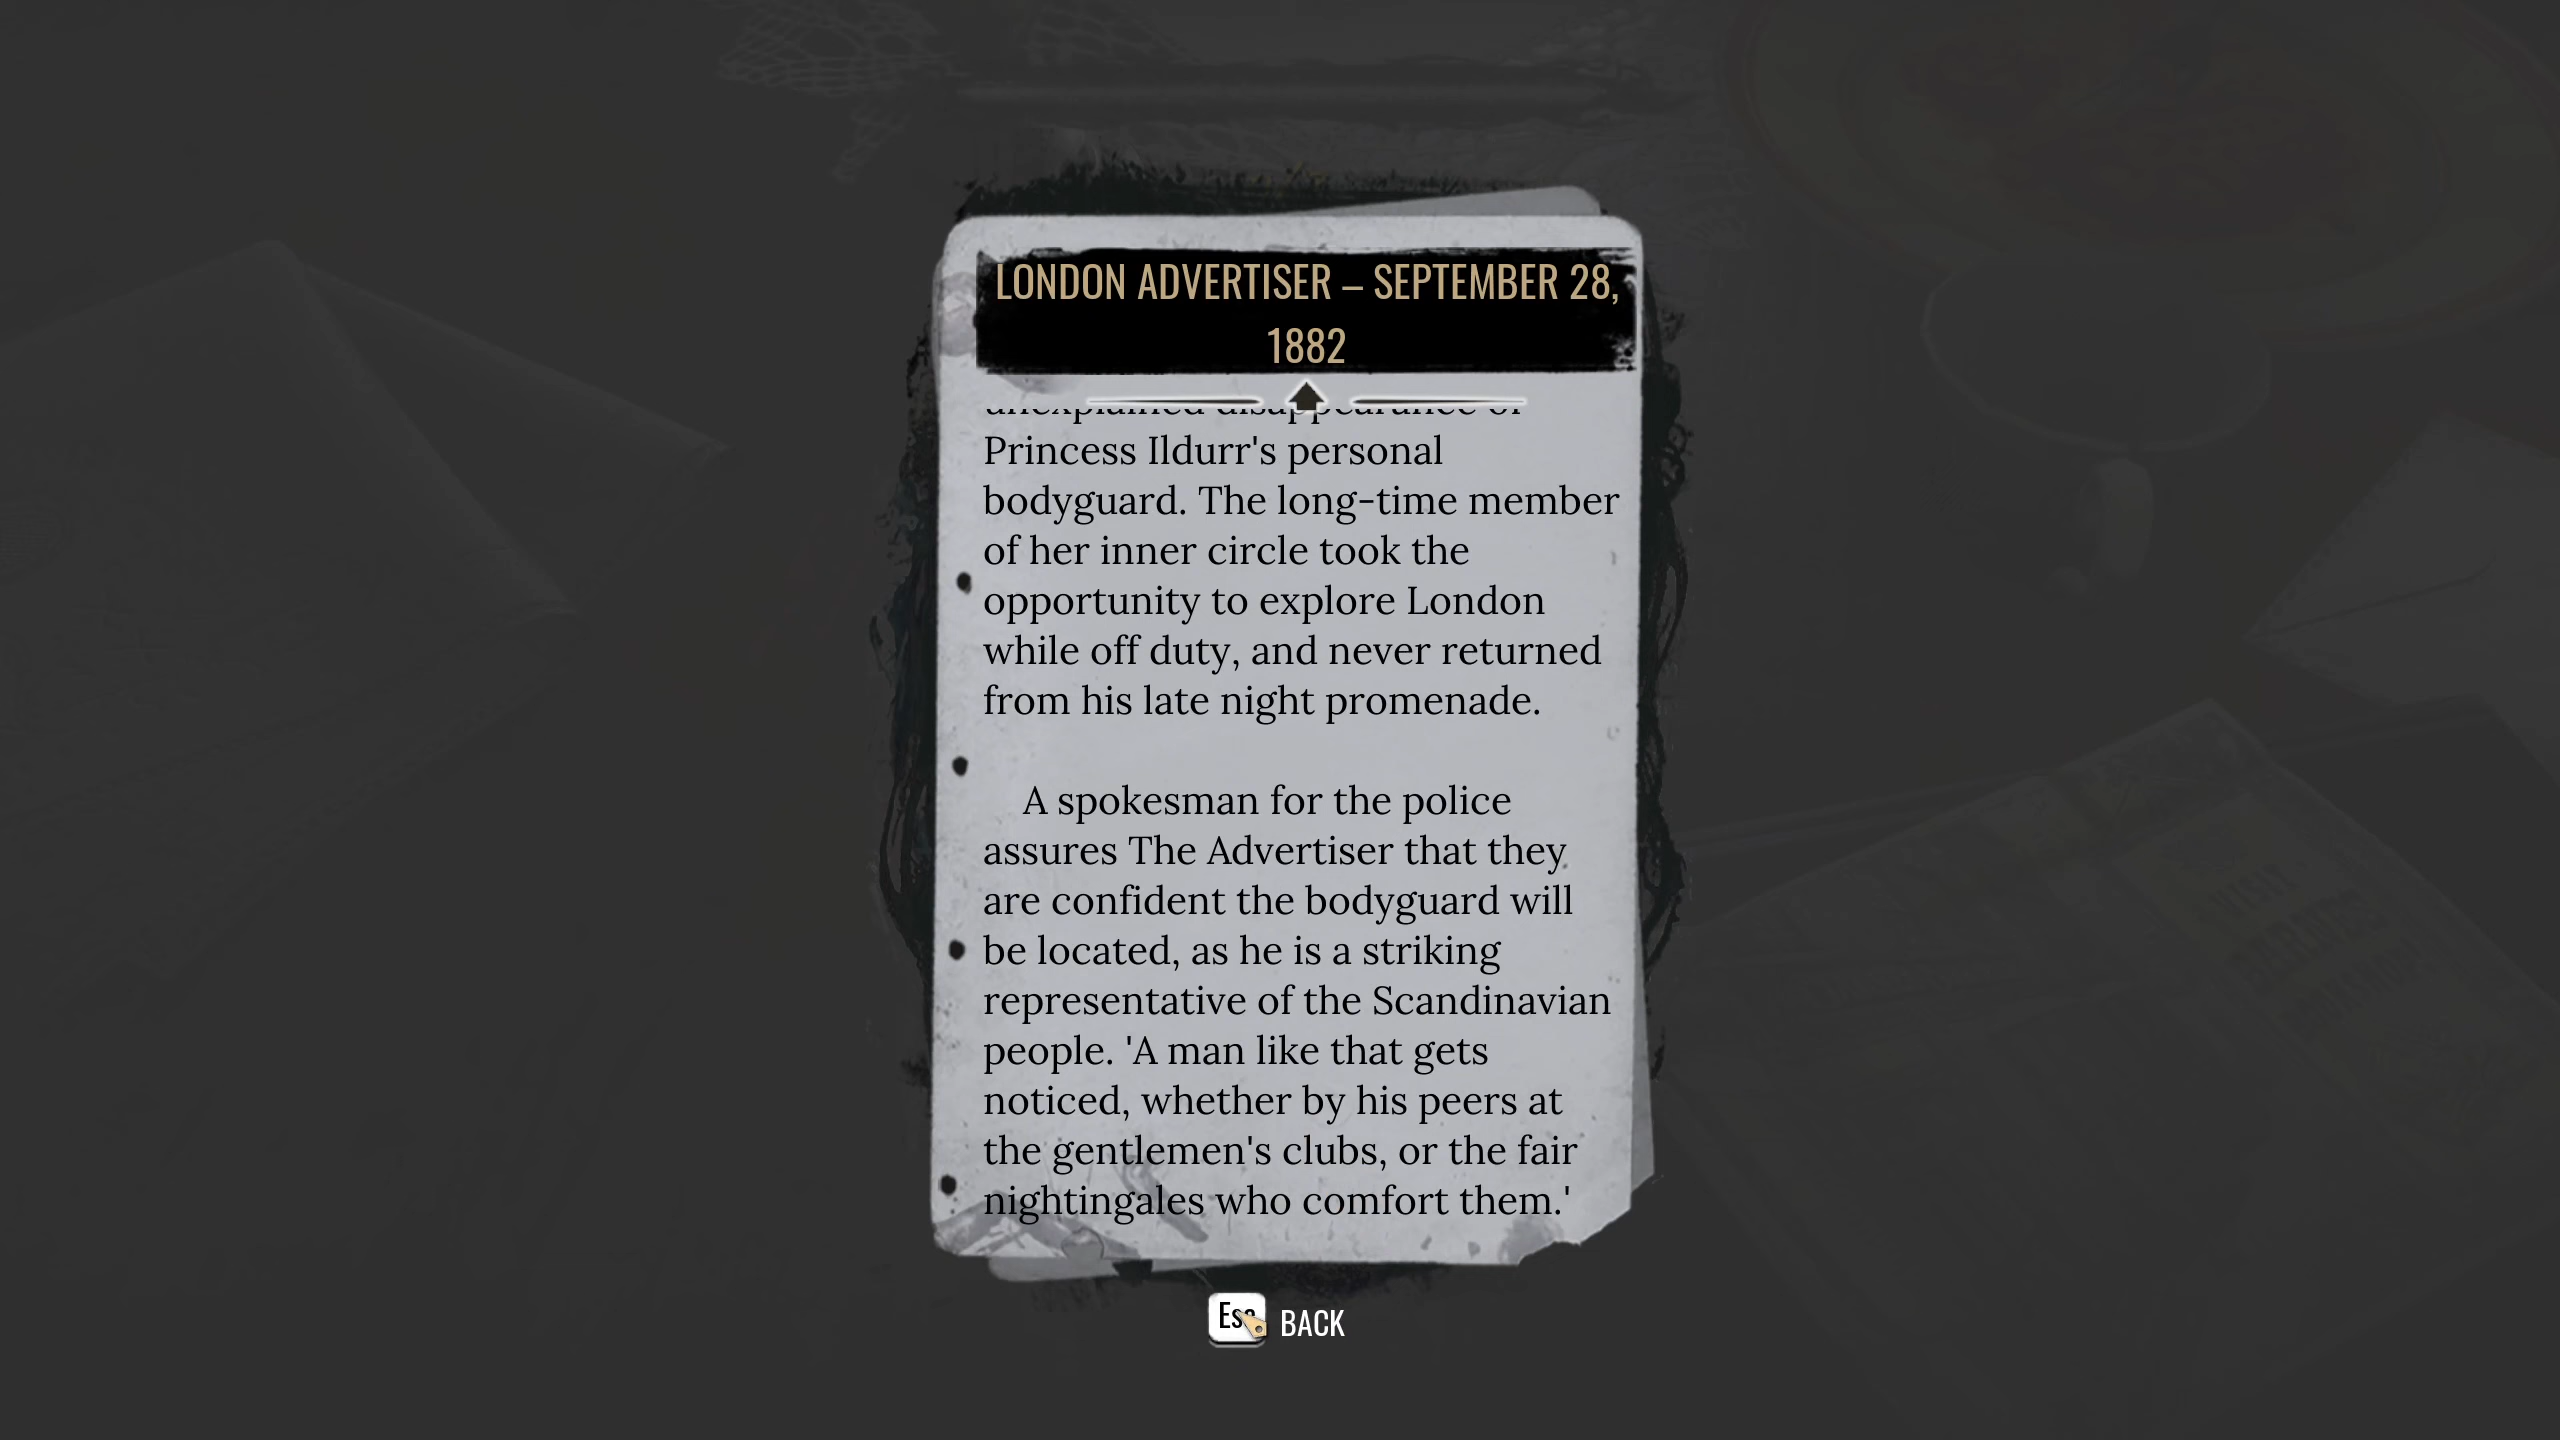 LONDON ADVERTISER – SEPTEMBER 28,
1882
unexplained disappearance of
Princess Ildurr's personal
bodyguard. The long-time member
of her inner circle took the
opportunity to explore London
while off duty, and never returned
from his late night promenade.
A spokesman for the police
assures The Advertiser that they
are confident the bodyguard will
be located, as he is a striking
representative of the Scandinavian
people. 'A man like that gets
noticed, whether by his peers at
the gentlemen's clubs, or the fair
nightingales who comfort them.'
Esc BACK